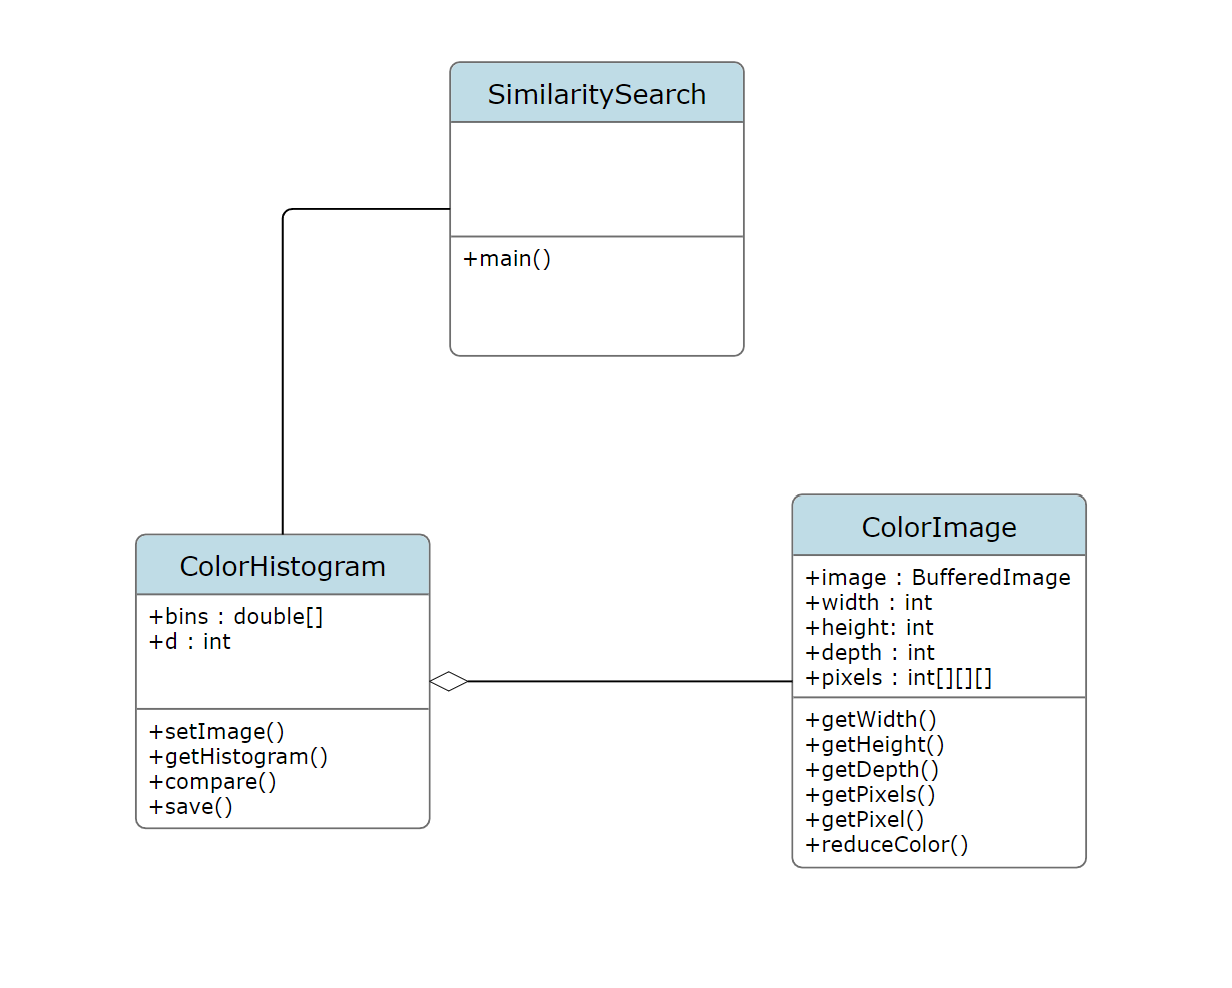 SimilaritySearch
+main()
ColorHistogram
+bins : double[]
+d : int
+setImage()
+getHistogram()
+compare()
+save()
ColorImage
+image : BufferedImage
+width : int
+height: int
+depth : int
+pixels : int[][][]
+getWidth()
+getHeight()
+getDepth()
+getPixels()
+getPixel()
+reduceColor()